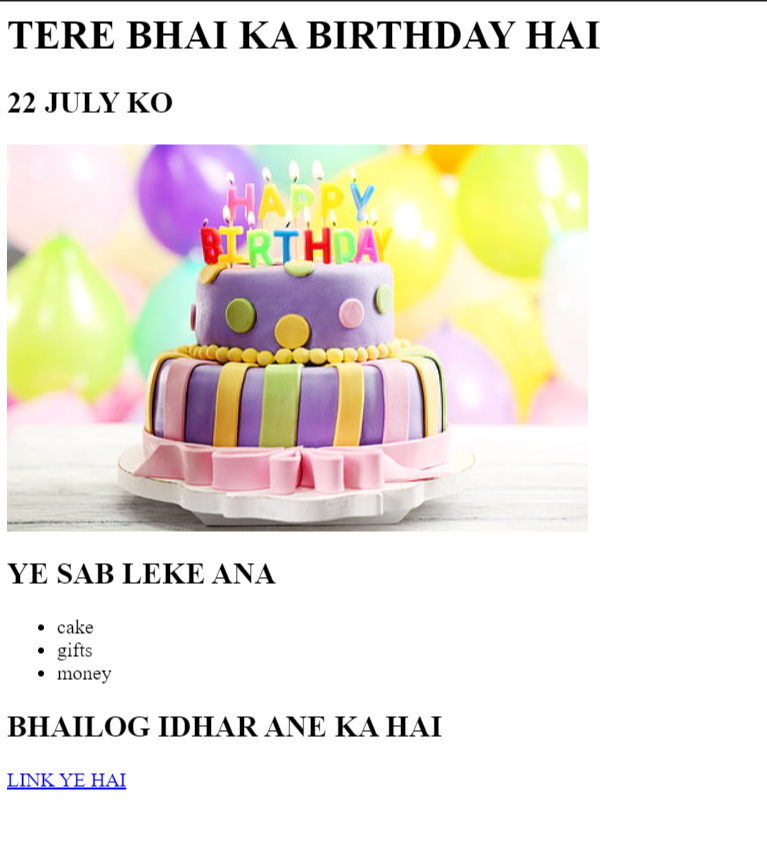 TERE BHAI KA BIRTHDAY HAI
22 JULY KO
HAPPY
BIRTHDAY
YE SAB LEKE ANA
cake
gifts
money
BHAILOG IDHAR ANE KA HAI
LINK YE HAI